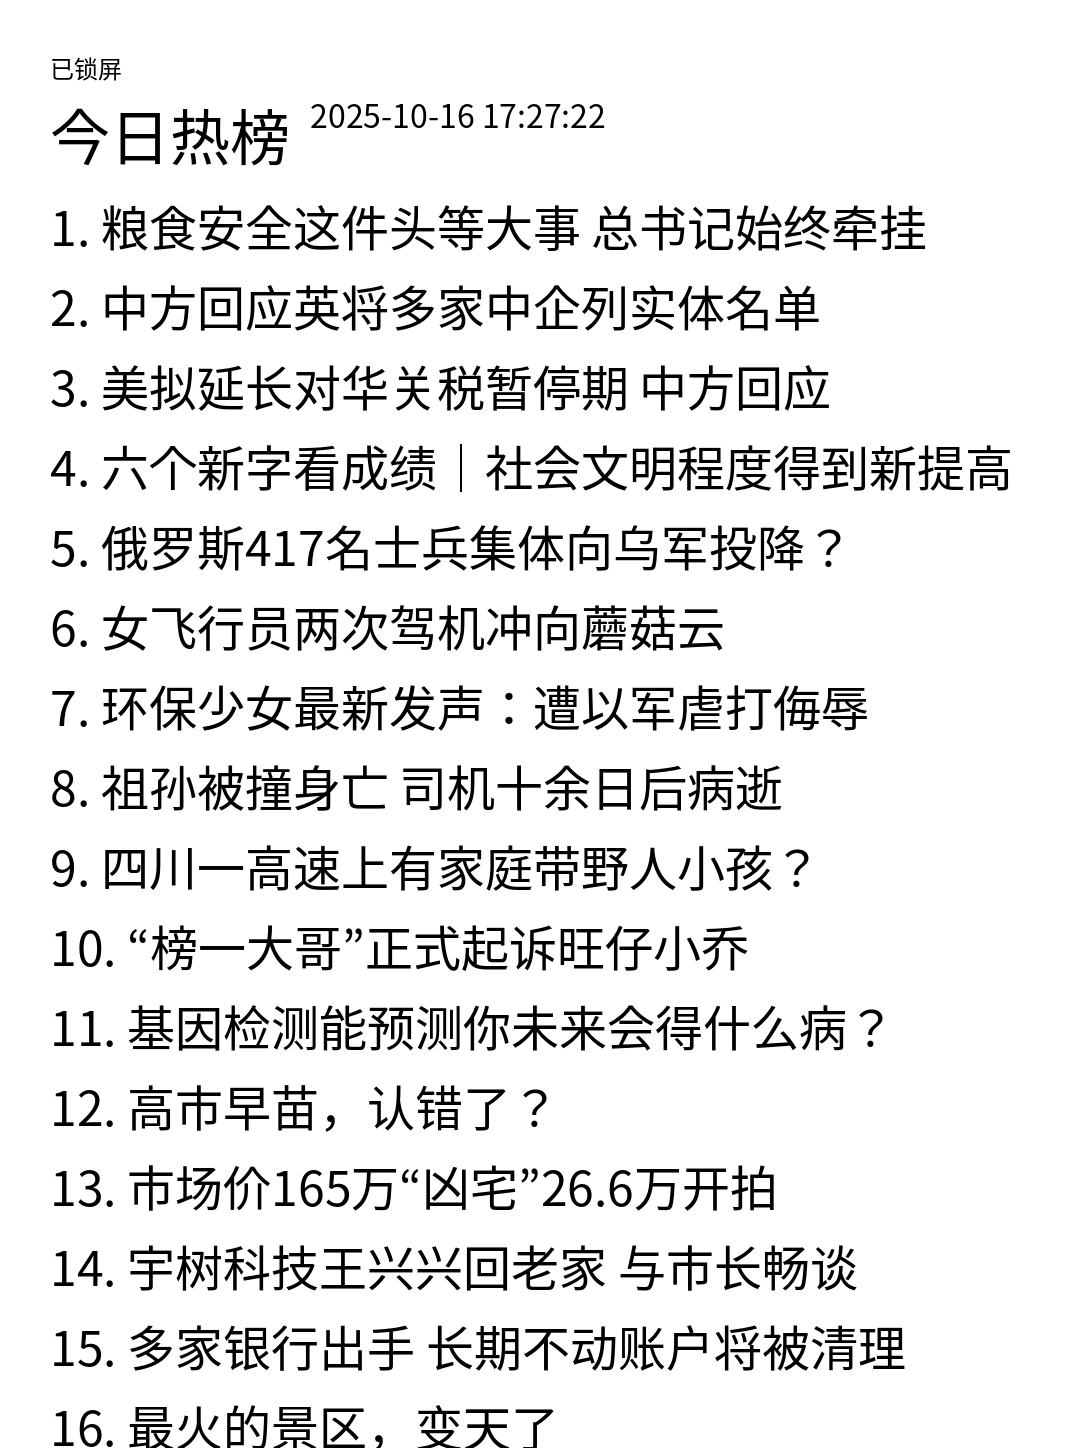 已锁屏
今日热榜 2025-10-16 17:27:22
1. 粮食安全这件头等大事 总书记始终牵挂
2. 中方回应英将多家中企列实体名单
3. 美拟延长对华关税暂停期 中方回应
4. 六个新字看成绩｜社会文明程度得到新提高
5. 俄罗斯417名士兵集体向乌军投降？
6. 女飞行员两次驾机冲向蘑菇云
7. 环保少女最新发声：遭以军虐打侮辱
8. 祖孙被撞身亡 司机十余日后病逝
9. 四川一高速上有家庭带野人小孩？
10. “榜一大哥”正式起诉旺仔小乔
11. 基因检测能预测你未来会得什么病？
12. 高市早苗，认错了？
13. 市场价165万“凶宅”26.6万开拍
14. 宇树科技王兴兴回老家 与市长畅谈
15. 多家银行出手 长期不动账户将被清理
16. 最火的景区，变天了